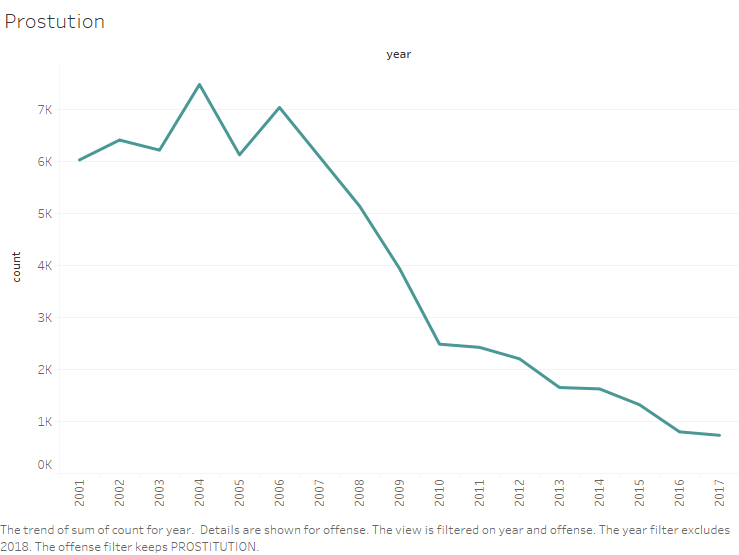 Prostution
year
7K
6K
5K
4K
3K
2K
1K
0K
count
2001
2002
2003
2004
2005
2006
2007
2008
2009
2010
2011
2012
2013
2014
2015
2016
2017
The trend of sum of count for year.  Details are shown for offense. The view is filtered on year and offense. The year filter excludes
2018. The offense filter keeps PROSTITUTION.